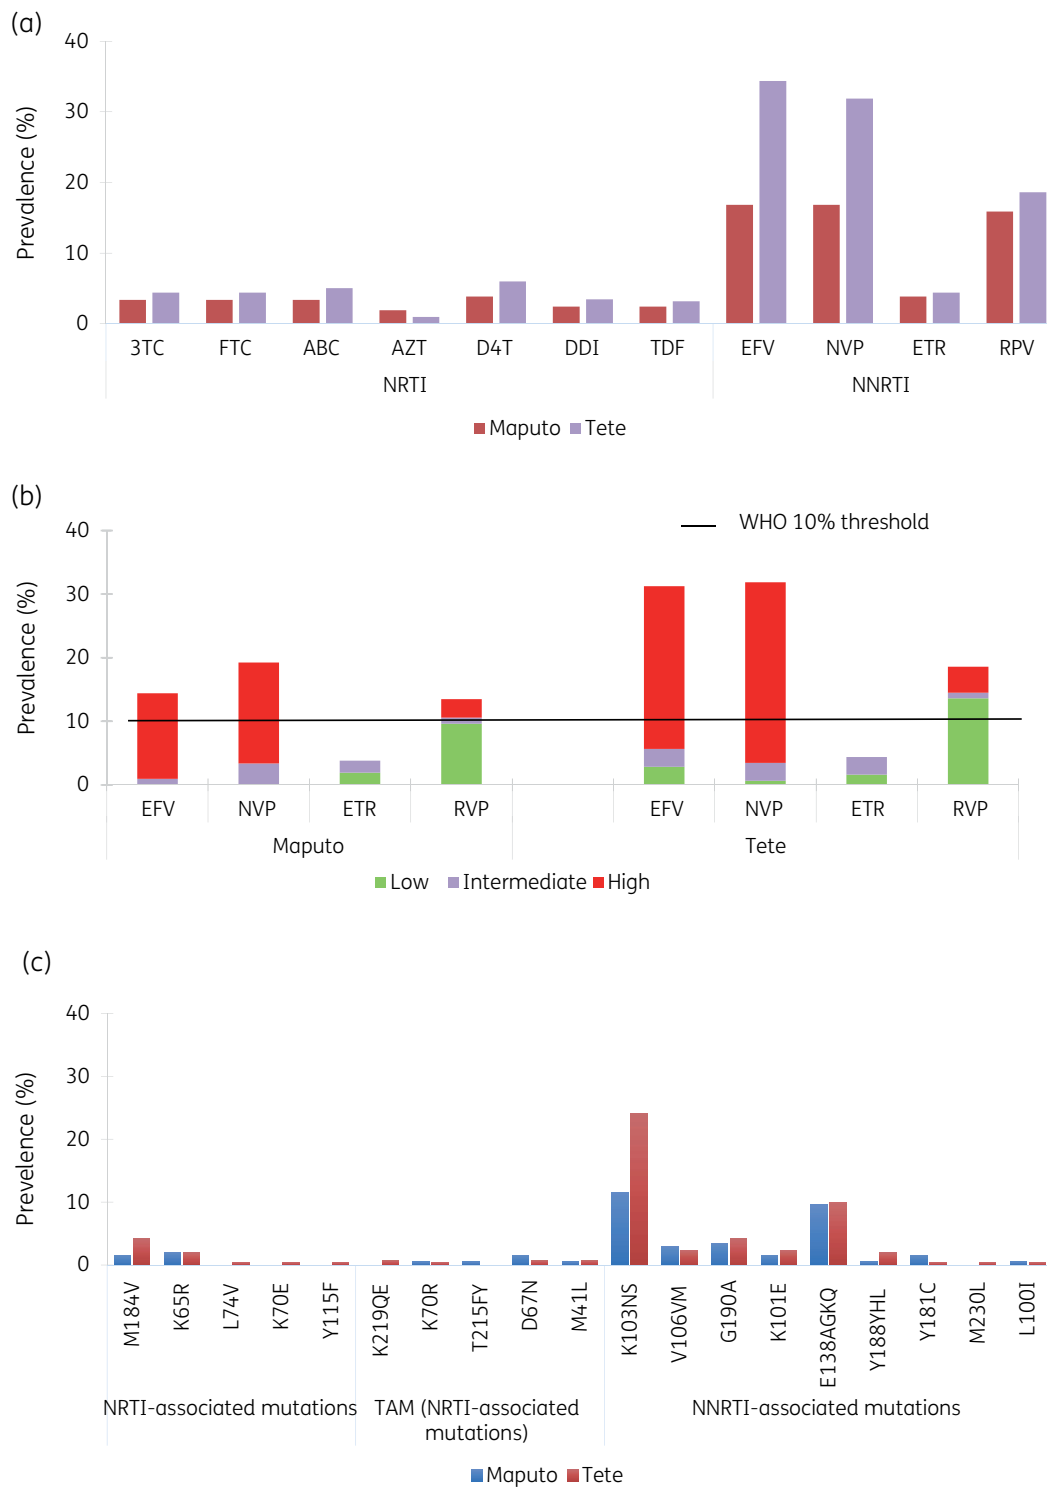 (a)
40
30
20
10
0
Prevalence (%)
3TC FTC ABC AZT D4T DDI TDF EFV NVP ETR RPV
NRTI NNRTI
Maputo Tete
(b)
WHO 10% threshold
40
30
20
10
0
Prevalence (%)
EFV NVP ETR RVP EFV NVP ETR RVP
Maputo Tete
Low Intermediate High
(c)
40
30
20
10
0
Prevelence (%)
M184V K65R L74V K70E Y115F K219QE K70R T215FY D67N M41L K103NS V106VM G190A K101E E138AGKQ Y188YHL Y181C M230L L100I
NRTI-associated mutations TAM (NRTI-associated NNRTI-associated mutations
mutations)
Maputo Tete